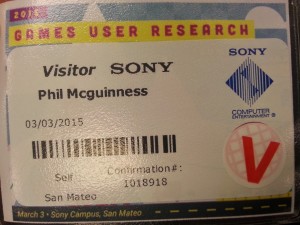 2015
GAMES USER RESEARCH
Visitor SONY
Phil Mcguinness
SONY
COMPUTER
ENTERTAINMENT
03/03/2015
V
Self
Confirmation#:
1018918
San Mateo
March 3 • Sony Campus, San Mateo